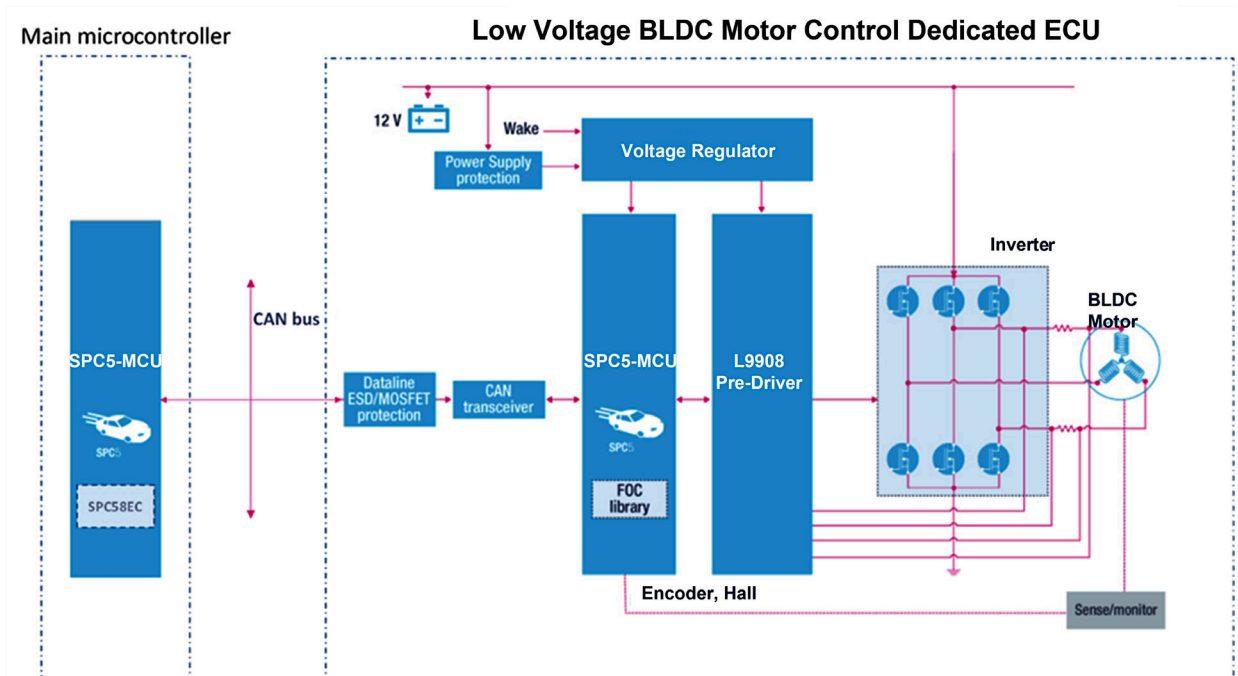 Main microcontroller
Low Voltage BLDC Motor Control Dedicated ECU
12 V
+ −
Wake
Voltage Regulator
Power Supply
protection
Inverter
BLDC
Motor
CAN bus
SPC5-MCU
SPC5
SPC58EC
Dataline
ESD/MOSFET
protection
CAN
transceiver
SPC5-MCU
SPC5
FOC
library
L9908
Pre-Driver
Encoder, Hall
Sense/monitor